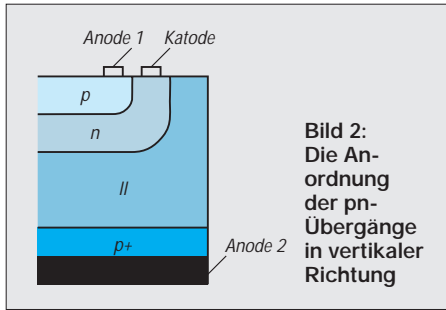 Anode 1 Katode
p
n
II
p+
Anode 2
Bild 2:
Die An-
ordnung
der pn-
Übergänge
in vertikaler
Richtung